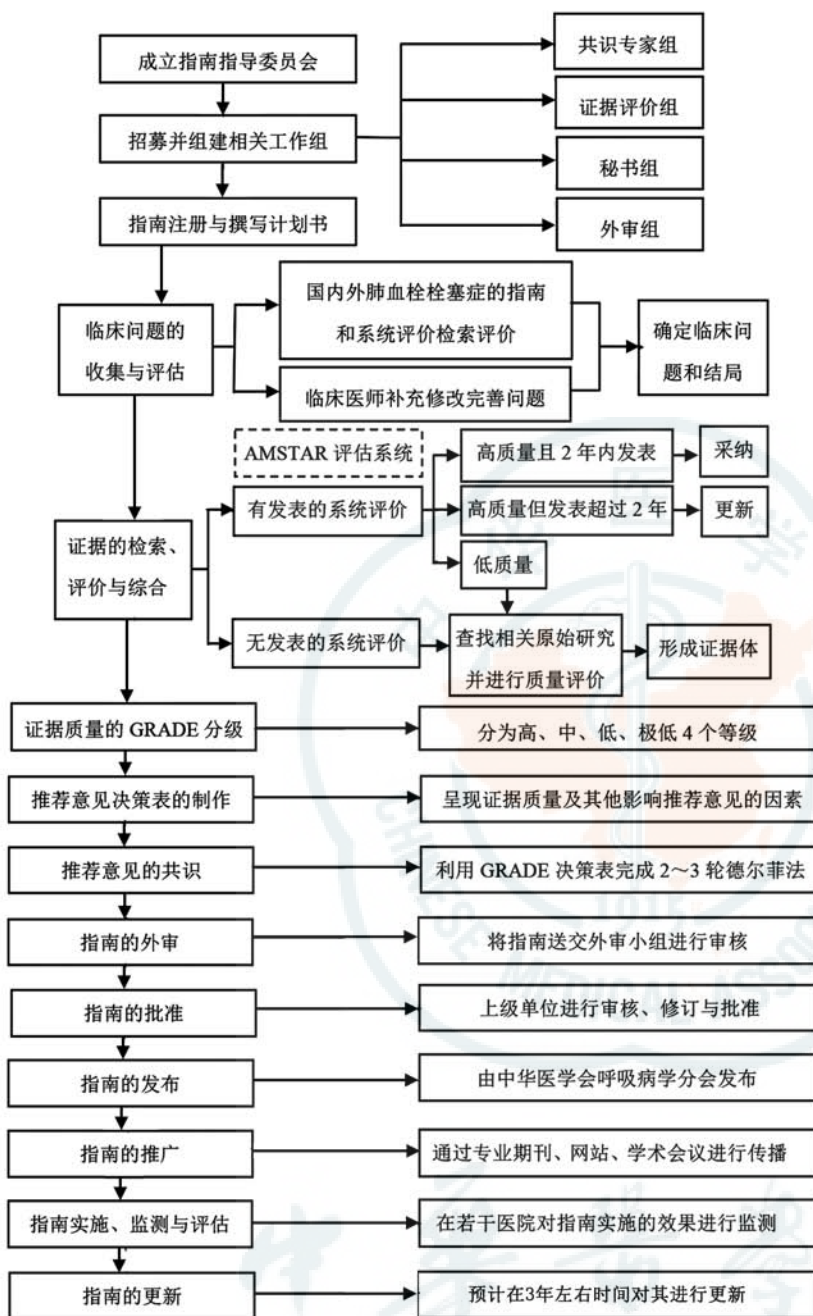 成立指南指导委员会
招募并组建相关工作组
指南注册与撰写计划书
共识专家组
证据评价组
秘书组
外审组
临床问题的
收集与评估
国内外肺血栓栓塞症的指南
和系统评价检索评价
临床医师补充修改完善问题
确定临床问
题和结局
证据的检索、
评价与综合
AMSTAR 评估系统
有发表的系统评价
高质量且 2 年内发表
采纳
高质量但发表超过 2 年
更新
低质量
无发表的系统评价
查找相关原始研究
并进行质量评价
形成证据体
证据质量的 GRADE 分级
分为高、中、低、极低 4 个等级
推荐意见决策表的制作
呈现证据质量及其他影响推荐意见的因素
推荐意见的共识
利用 GRADE 决策表完成 2～3 轮德尔菲法
指南的外审
将指南送交外审小组进行审核
指南的批准
上级单位进行审核、修订与批准
指南的发布
由中华医学会呼吸病学分会发布
指南的推广
通过专业期刊、网站、学术会议进行传播
指南实施、监测与评估
在若干医院对指南实施的效果进行监测
指南的更新
预计在3年左右时间对其进行更新
CHINESE MEDICAL ASSOC
1915